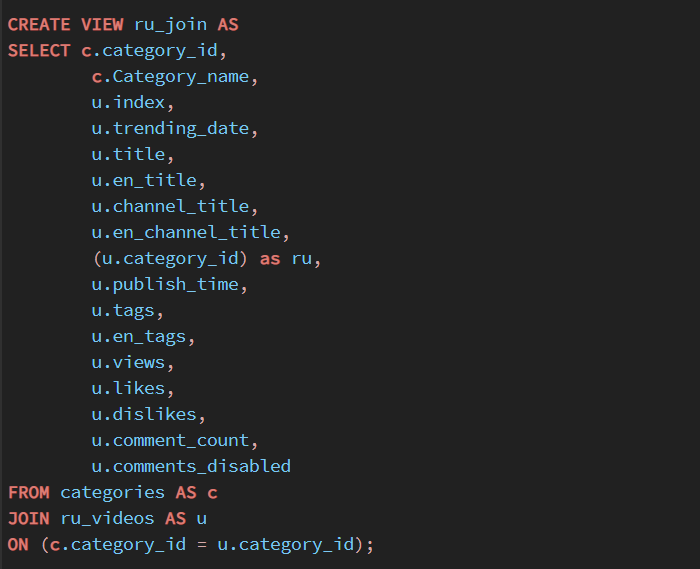 CREATE VIEW ru_join AS
SELECT c.category_id,
c.Category_name,
u.index,
u.trending_date,
u.title,
u.en_title,
u.channel_title,
u.en_channel_title,
(u.category_id) as ru,
u.publish_time,
u.tags,
u.en_tags,
u.views,
u.likes,
u.dislikes,
u.comment_count,
u.comments_disabled
FROM categories AS c
JOIN ru_videos AS u
ON (c.category_id = u.category_id);